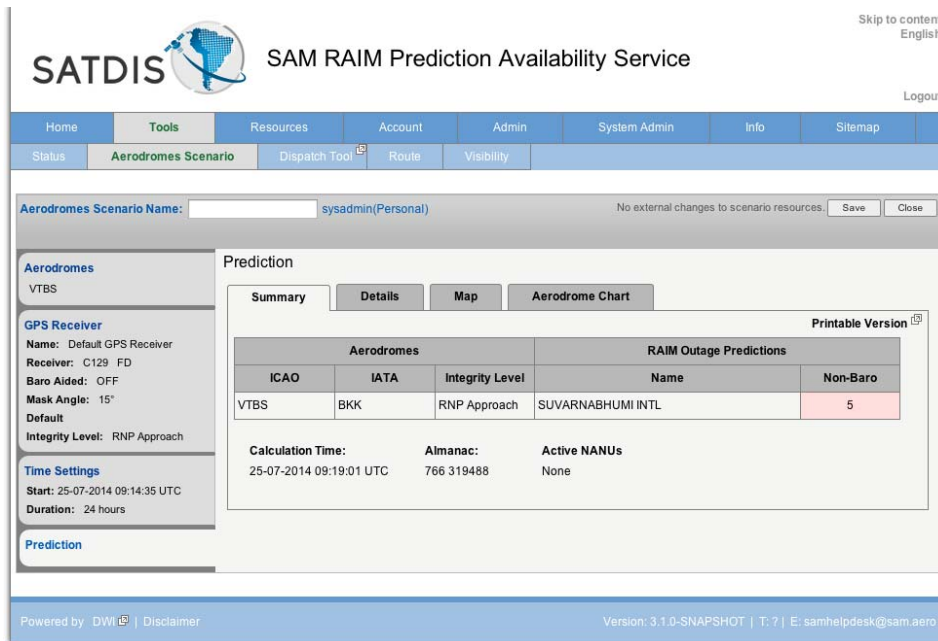 Skip to conten
English
SATDIS
SAM RAIM Prediction Availability Service
Logou
Home Tools Resources Account Admin System Admin Info Sitemap
Status Aerodromes Scenario Dispatch Tool Route Visibility
Aerodromes Scenario Name: sysadmin(Personal) No external changes to scenario resources. Save Close
Aerodromes
VTBS
GPS Receiver
Name: Default GPS Receiver
Receiver: C129 FD
Baro Aided: OFF
Mask Angle: 15°
Default
Integrity Level: RNP Approach
Time Settings
Start: 25-07-2014 09:14:35 UTC
Duration: 24 hours
Prediction
Prediction
Summary Details Map Aerodrome Chart
Printable Version
Aerodromes RAIM Outage Predictions
ICAO IATA Integrity Level Name Non-Baro
VTBS BKK RNP Approach SUVARNABHUMI INTL 5
Calculation Time: Almanac: Active NANUs
25-07-2014 09:19:01 UTC 766 319488 None
Powered by DWI | Disclaimer Version: 3.1.0-SNAPSHOT | T: ? | E: samhelpdesk@sam.aero